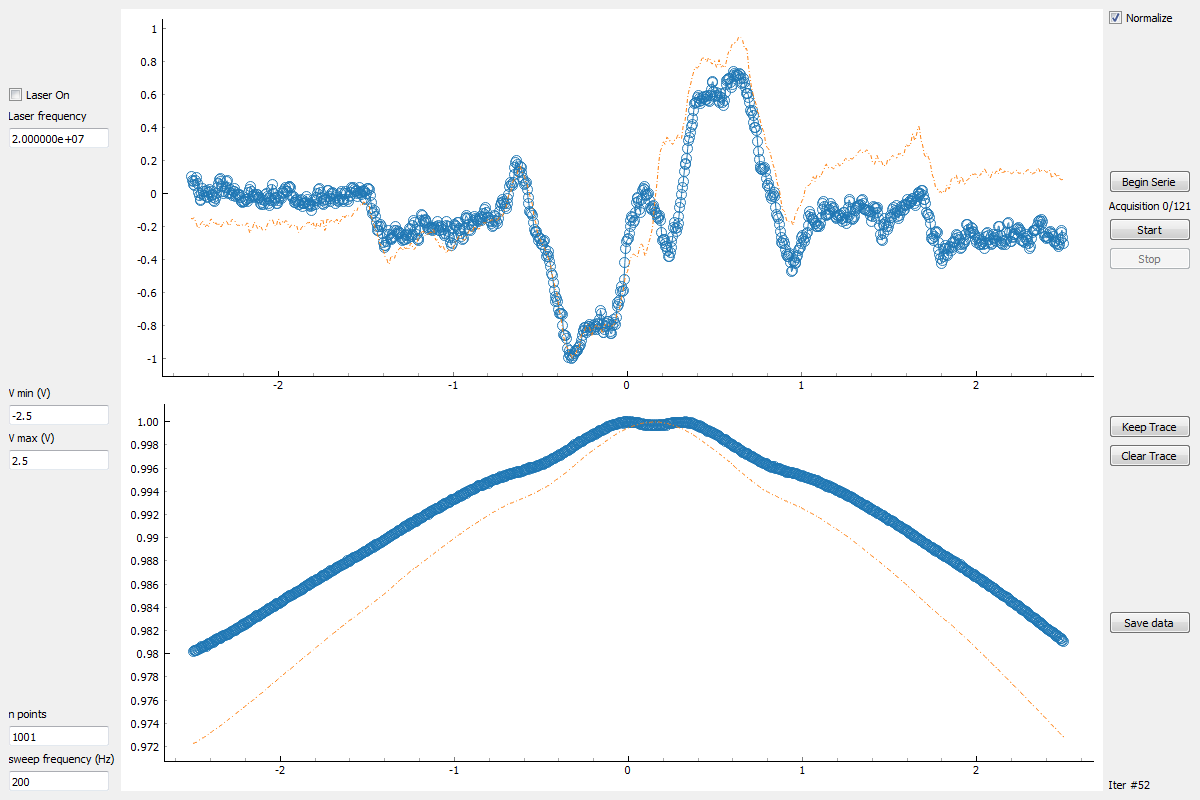 Laser On
Laser frequency
2.000000e+07
V min (V)
-2.5
V max (V)
2.5
n points
1001
sweep frequency (Hz)
200
1
0.8
0.6
0.4
0.2
0
-0.2
-0.4
-0.6
-0.8
-1
-2 -1 0 1 2
1.00
0.998
0.996
0.994
0.992
0.99
0.988
0.986
0.984
0.982
0.98
0.978
0.976
0.974
0.972
-2 -1 0 1 2
Normalize
Begin Serie
Acquisition 0/121
Start
Stop
Keep Trace
Clear Trace
Save data
Iter #52